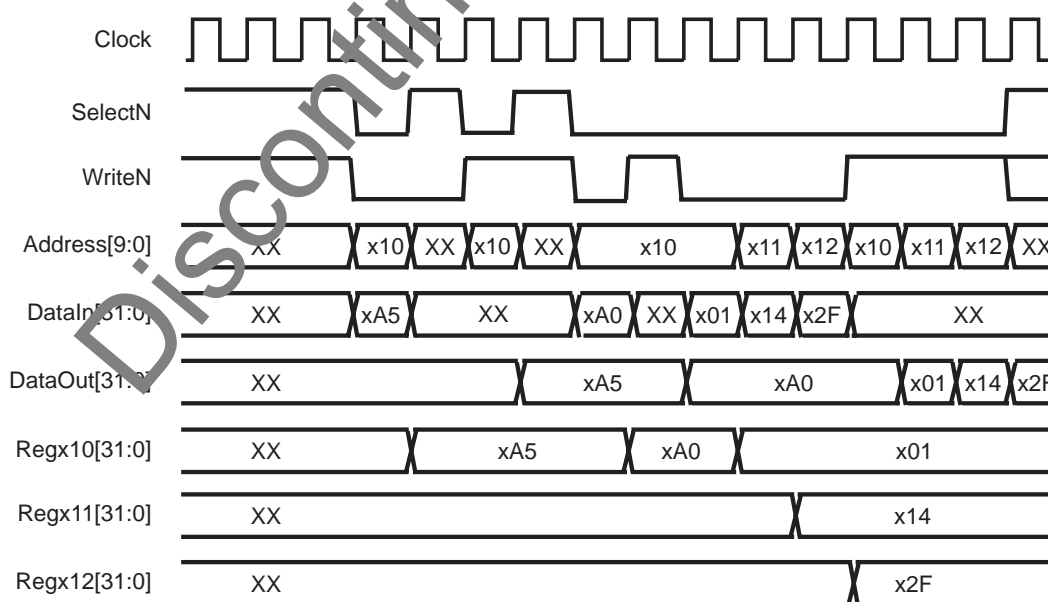 Clock
SelectN
WriteN
Address[9:0] XX x10 XX x10 XX x10 x11 x12 x10 x11 x12 XX
DataIn[31:0] XX xA5 XX xA0 XX x01 x14 x2F XX
DataOut[31:0] XX xA5 xA0 x01 x14 x2F
Regx10[31:0] XX xA5 xA0 x01
Regx11[31:0] XX x14
Regx12[31:0] XX x2F
Discontin